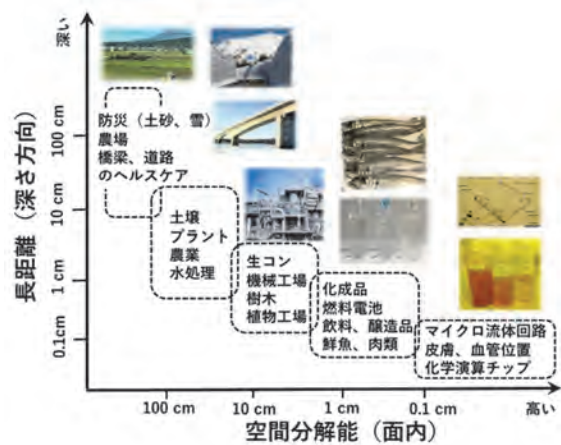 深い
長距離（深さ方向）
100 cm
10 cm
1 cm
0.1cm
防災（土砂、雪）
農場
橋梁、道路
のヘルスケア
土壌
プラント
農業
水処理
生コン
機械工場
樹木
植物工場
化成品
燃料電池
飲料、醸造品
鮮魚、肉類
マイクロ流体回路
皮膚、血管位置
化学演算チップ
100 cm
10 cm
1 cm
0.1 cm
高い
空間分解能（面内）